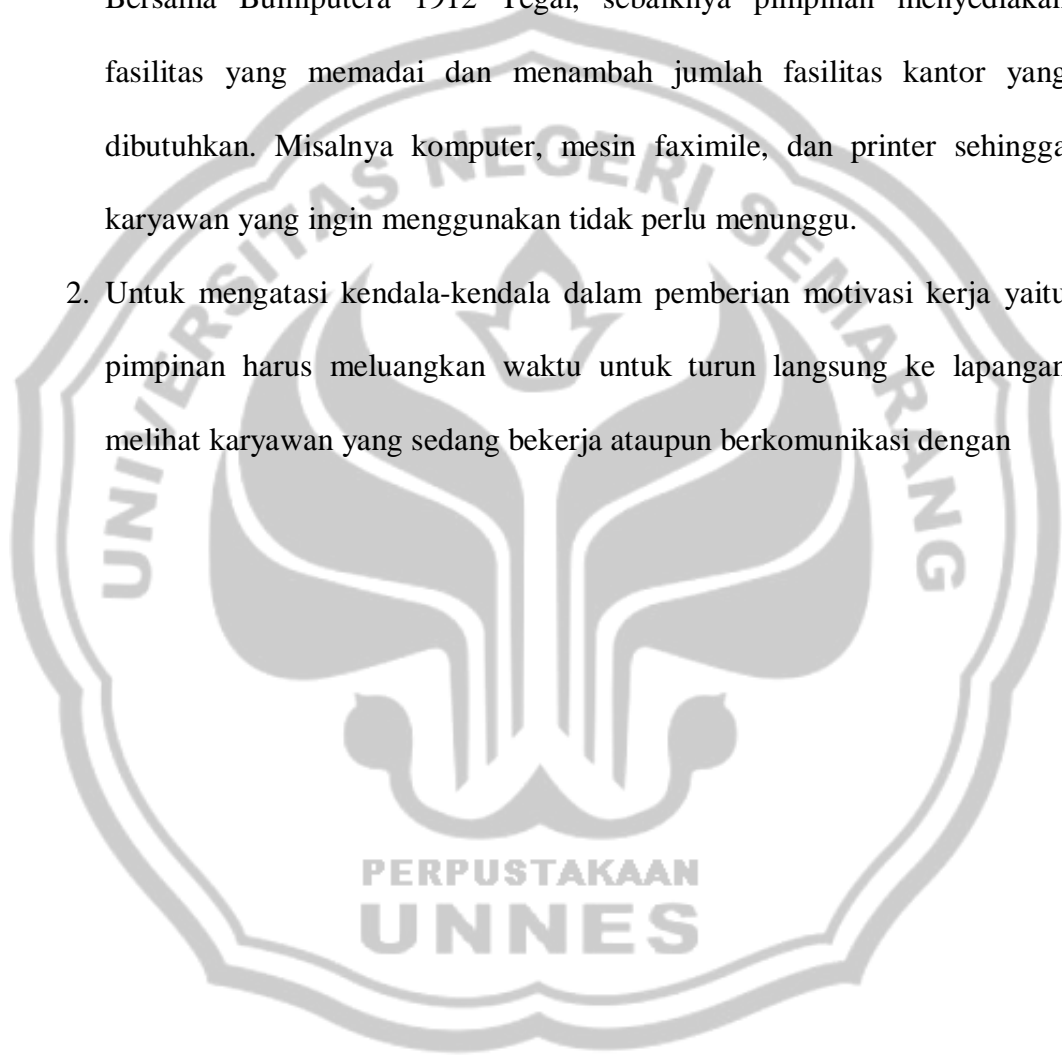 Bersama Bumiputera 1912 Tegal, sebaiknya pimpinan menyediakan
fasilitas yang memadai dan menambah jumlah fasilitas kantor yang
dibutuhkan. Misalnya komputer, mesin faximile, dan printer sehingga
karyawan yang ingin menggunakan tidak perlu menunggu.
2. Untuk mengatasi kendala-kendala dalam pemberian motivasi kerja yaitu
pimpinan harus meluangkan waktu untuk turun langsung ke lapangan
melihat karyawan yang sedang bekerja ataupun berkomunikasi dengan
UNIVERSITAS NEGERI SEMARANG
PERPUSTAKAAN
UNNES